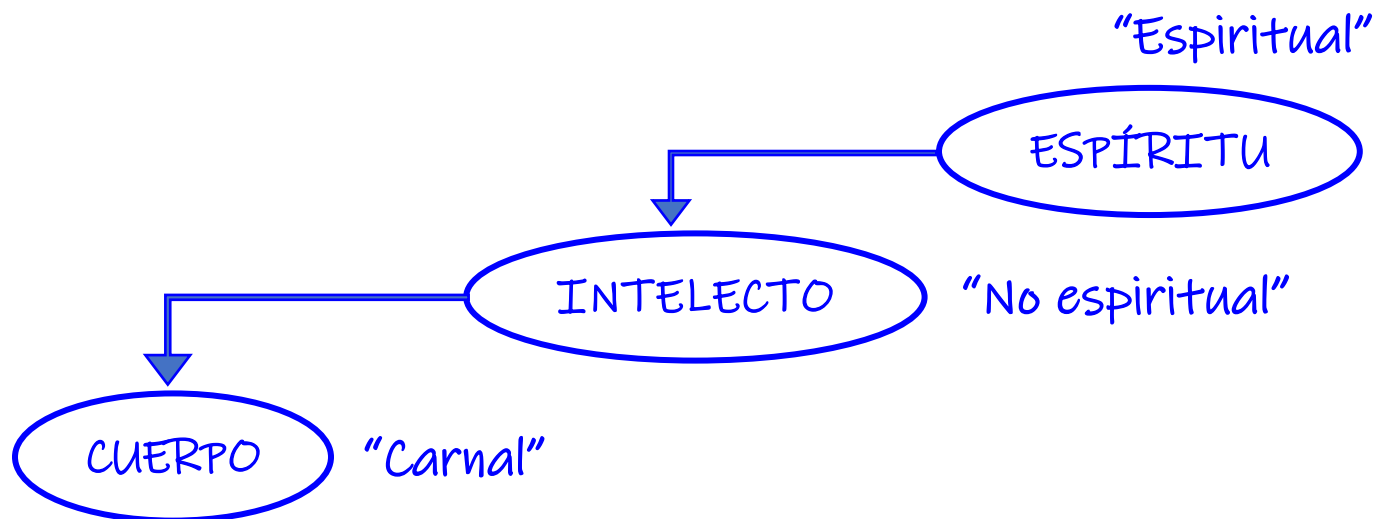 “Espiritual”
ESPÍRITU
INTELECTO
“No espiritual”
CUERPO
“Carnal”